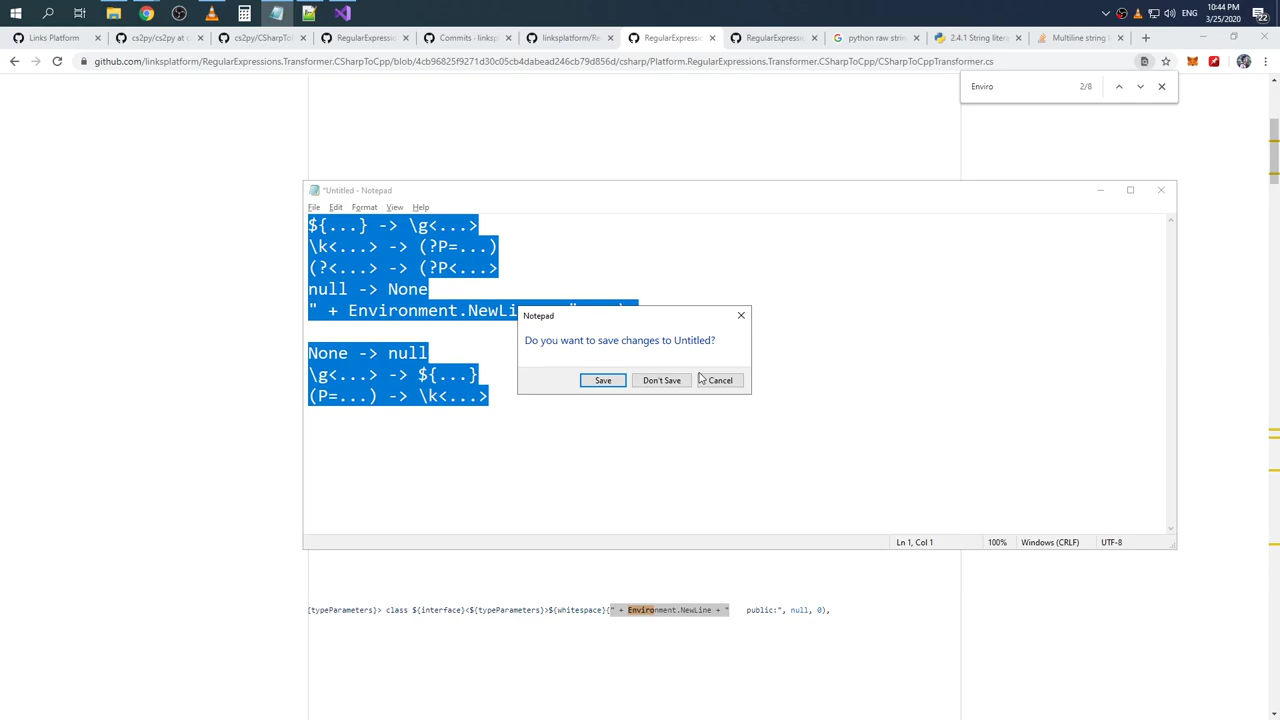 10:44 PM
ENG
3/25/2020
22
Links Platform
cs2py/cs2py at c
cs2py/CSharpToP
RegularExpressio
Commits · linksp
linksplatform/Re
RegularExpressio
RegularExpressio
python raw string
2.4.1 String litera
Multiline string l
github.com/linksplatform/RegularExpressions.Transformer.CSharpToCpp/blob/4cb96825f9271d30c05cb4dabead246cb79d856d/csharp/Platform.RegularExpressions.Transformer.CSharpToCpp/CSharpToCppTransformer.cs
Enviro 2/8
*Untitled - Notepad
File Edit Format View Help
${...} -> \g<...>
\k<...> -> (?P=...)
(?<...> -> (?P<...>
null -> None
" + Environment.NewLi
None -> null
\g<...> -> ${...}
(P=...) -> \k<...>
Notepad
Do you want to save changes to Untitled?
Save Don't Save Cancel
Ln 1, Col 1 100% Windows (CRLF) UTF-8
{typeParameters}> class ${interface}<${typeParameters}>${whitespace}{" + Environment.NewLine + " public:", null, 0),